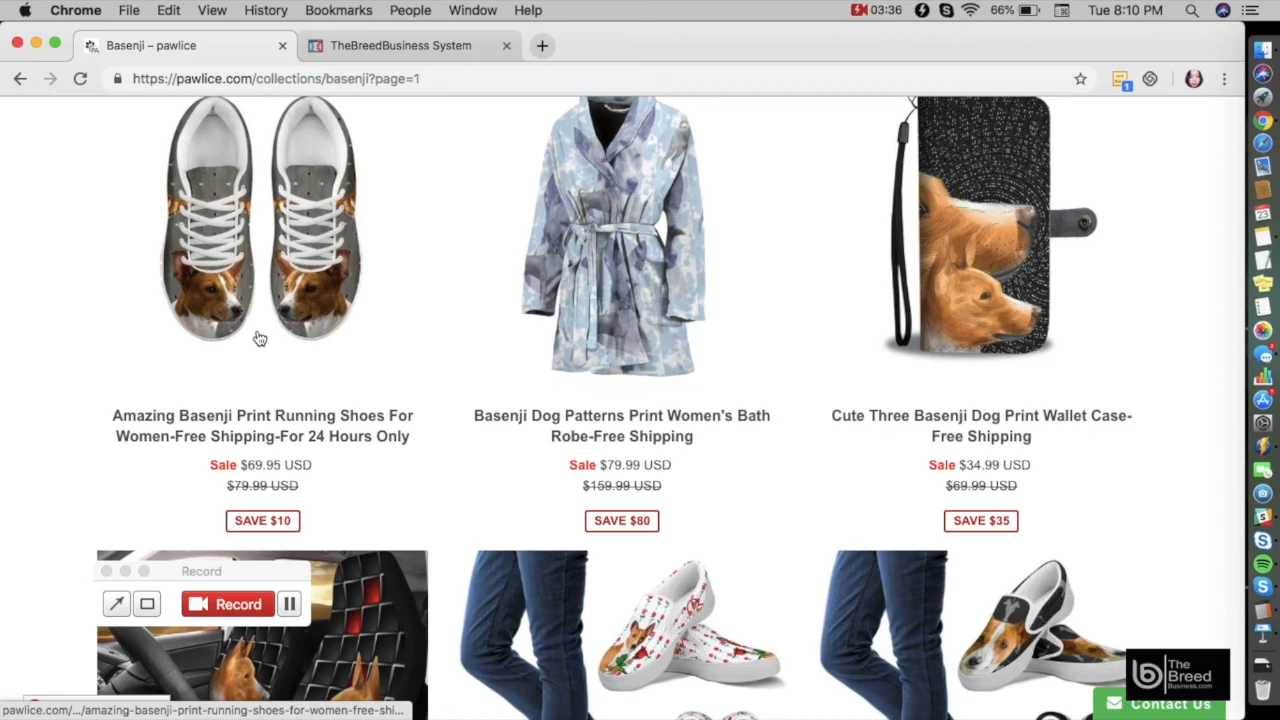 Chrome File Edit View History Bookmarks People Window Help 03:36 66% Tue 8:10 PM
Basenji – pawlice
TheBreedBusiness System
https://pawlice.com/collections/basenji?page=1
1
23
Amazing Basenji Print Running Shoes For
Women-Free Shipping-For 24 Hours Only
Sale $69.95 USD
$79.99 USD
SAVE $10
Basenji Dog Patterns Print Women's Bath
Robe-Free Shipping
Sale $79.99 USD
$159.99 USD
SAVE $80
Cute Three Basenji Dog Print Wallet Case-
Free Shipping
Sale $34.99 USD
$69.99 USD
SAVE $35
Record
Record
The
Breed
Business.com
Contact Us
pawlice.com/.../amazing-basenji-print-running-shoes-for-women-free-shi...